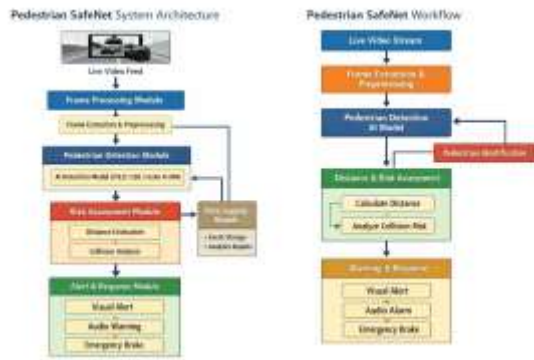 Pedestrian SafeNet System Architecture
Live Video Feed
Frame Processing Module
Frame Extraction & Preprocessing
Pedestrian Detection Module
AI Detection Model
Risk Assessment Module
Distance Estimation
Collision Analysis
Alert & Response Module
Visual Alert
Audio Warning
Emergency Brake
Pedestrian SafeNet Workflow
Live Video Stream
Frame Extraction &
Preprocessing
Pedestrian Detection
AI Model
Pedestrian Identification
Distance & Risk Assessment
Calculate Distance
Analyze Collision Risk
Warning & Response
Visual Alert
Audio Alarm
Emergency Brake